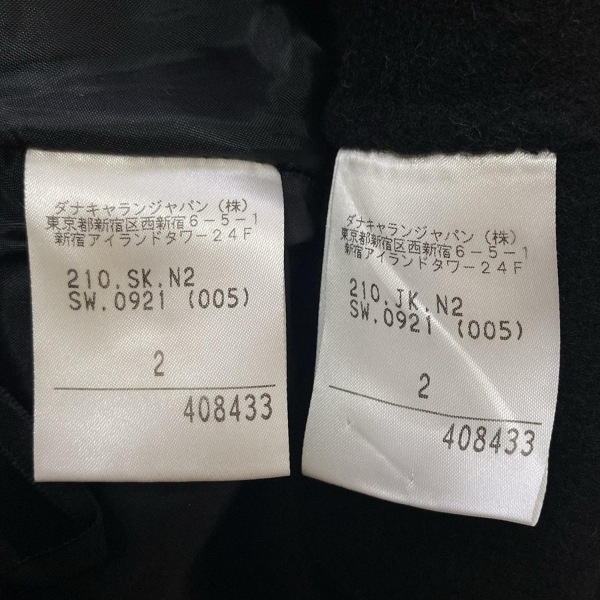 ダナキャランジャパン（株）
東京都新宿区西新宿6-5-1
新宿アイランドタワー24F
210.SK.N2
SW.0921 (005)
2
408433
ダナキャランジャパン（株）
東京都新宿区西新宿6-5-1
新宿アイランドタワー24F
210.JK.N2
SW.0921 (005)
2
408433